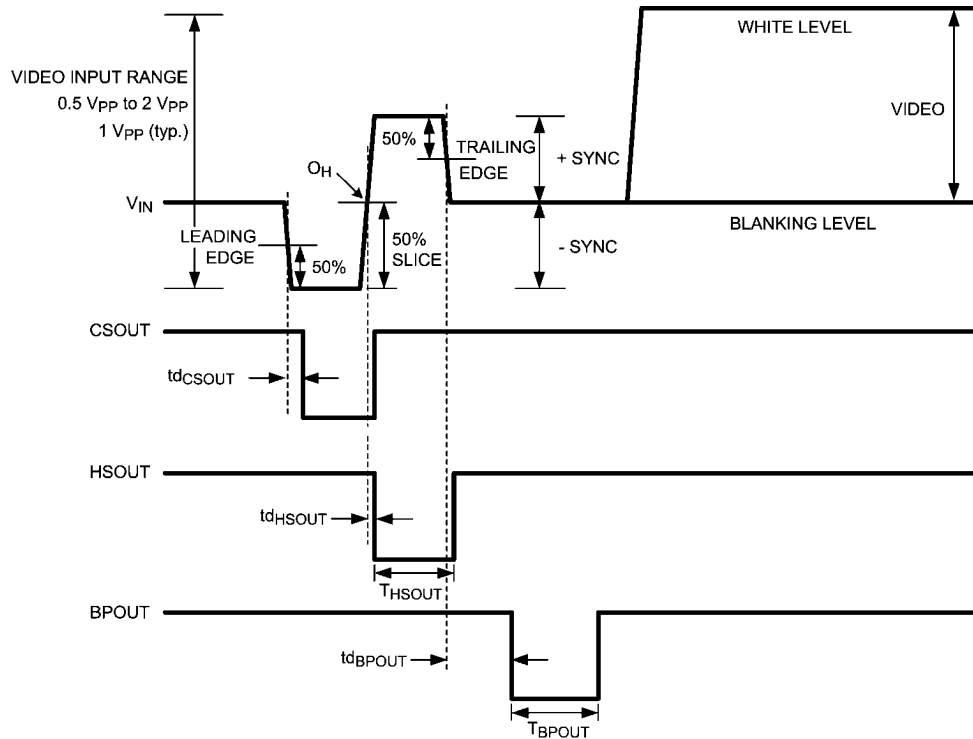 WHITE LEVEL
VIDEO INPUT RANGE
0.5 VPP to 2 VPP
1 VPP (typ.)
VIDEO
50%
TRAILING
EDGE
+ SYNC
OH
VIN
LEADING
EDGE
50%
50%
SLICE
- SYNC
BLANKING LEVEL
CSOUT
tdCSOUT
HSOUT
tdHSOUT
THSOUT
BPOUT
tdBPOUT
TBPOUT